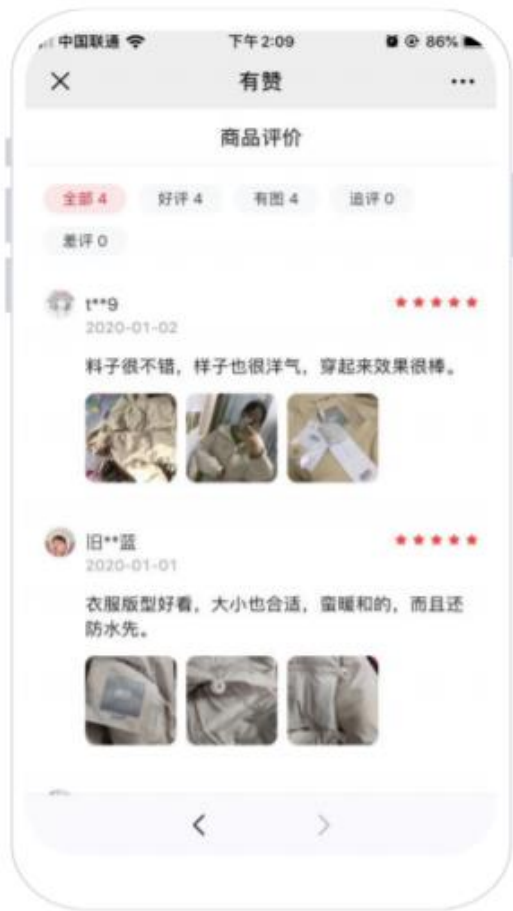 中国联通
下午2:09
86%
有赞
商品评价
全部 4
好评 4
有图 4
追评 0
差评 0
t**9
2020-01-02
料子很不错，样子也很洋气，穿起来效果很棒。
旧**蓝
2020-01-01
衣服版型好看，大小也合适，蛮暖和的，而且还
防水先。